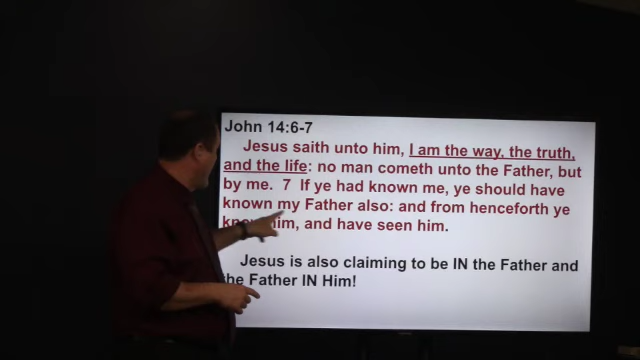 John 14:6-7
Jesus saith unto him, I am the way, the truth,
and the life: no man cometh unto the Father, but
by me. 7 If ye had known me, ye should have
known my Father also: and from henceforth ye
him, and have seen him.
Jesus is also claiming to be IN the Father and
the Father IN Him!